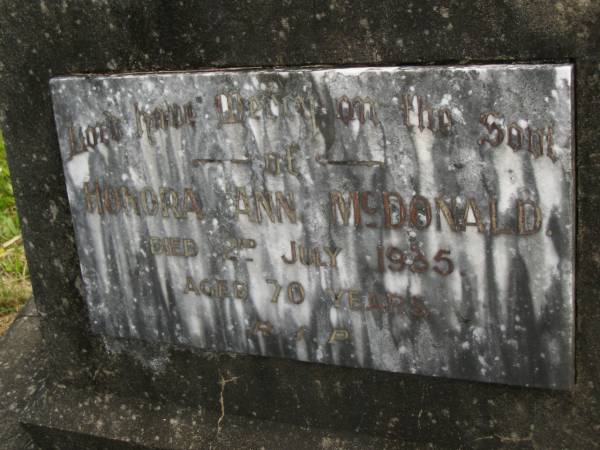 Lord have Mercy on the Soul
of
HONORA ANN McDONALD
DIED 2ND JULY 1935.
AGED 70 YEARS.
R.I.P.